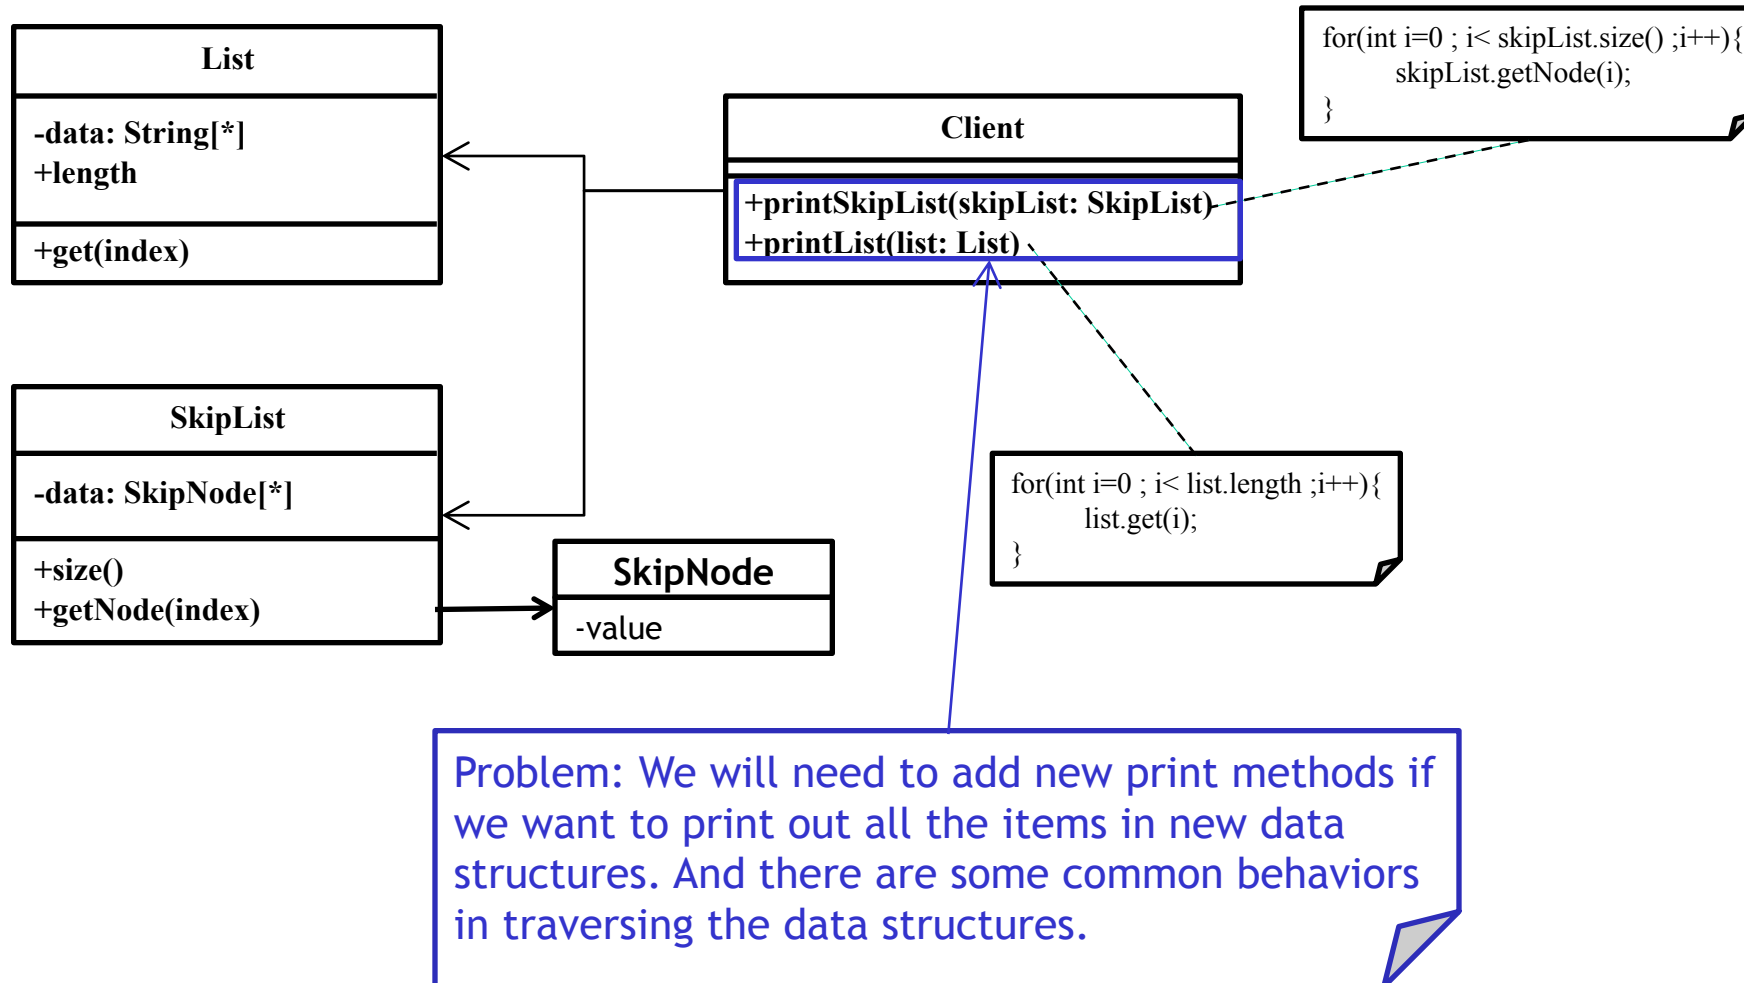 List
-data: String[*]
+length
+get(index)
Client
+printSkipList(skipList: SkipList)
+printList(list: List)
for(int i=0 ; i< skipList.size() ;i++){
skipList.getNode(i);
}
SkipList
-data: SkipNode[*]
+size()
+getNode(index)
SkipNode
-value
for(int i=0 ; i< list.length ;i++){
list.get(i);
}
Problem: We will need to add new print methods if
we want to print out all the items in new data
structures. And there are some common behaviors
in traversing the data structures.